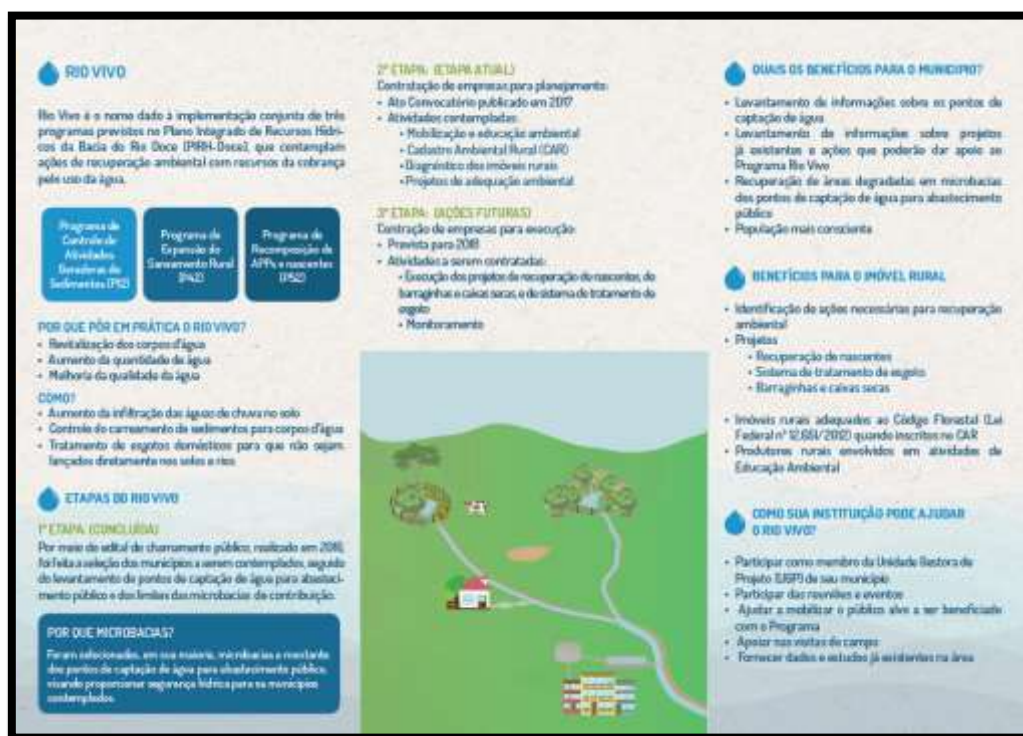 RIO VIVO
Rio Vivo é o nome dado à implementação conjunta de três
programas previstos no Plano Integrado de Recursos Hídri-
cos da Bacia do Rio Doce (PIRH-Doce), que contemplam
ações de recuperação ambiental com recursos da cobrança
pelo uso da água.
Programa de
Controle de
Atividades
Geradoras de
Sedimentos (P12)
Programa de
Expansão do
Saneamento Rural
(P42)
Programa de
Recomposição de
APPs e nascentes
(P52)
POR QUE PÔR EM PRÁTICA O RIO VIVO?
• Revitalização dos corpos d'água
• Aumento da quantidade de água
• Melhoria da qualidade da água
COMO?
• Aumento da infiltração das águas de chuva no solo
• Controle do carreamento de sedimentos para corpos d'água
• Tratamento de esgotos domésticos para que não sejam
lançados diretamente nos solos e rios
ETAPAS DO RIO VIVO
1ª ETAPA: (CONCLUÍDA)
Por meio de edital de chamamento público, realizado em 2016,
foi feita a seleção dos municípios a serem contemplados, seguido
do levantamento de pontos de captação de água para abasteci-
mento público e dos limites das microbacias de contribuição.
POR QUE MICROBACIAS?
Foram selecionadas, em sua maioria, microbacias a montante
dos pontos de captação de água para abastecimento público,
visando proporcionar segurança hídrica para os municípios
contemplados.
2ª ETAPA: (ETAPA ATUAL)
Contratação de empresas para planejamento:
• Ato Convocatório publicado em 2017
• Atividades contempladas:
• Mobilização e educação ambiental
• Cadastro Ambiental Rural (CAR)
• Diagnóstico dos imóveis rurais
• Projetos de adequação ambiental
3ª ETAPA: (AÇÕES FUTURAS)
Contração de empresas para execução:
• Prevista para 2018
• Atividades a serem contratadas:
• Execução dos projetos de recuperação de nascentes, de
barraginhas e caixas secas, e de sistema de tratamento de
esgoto
• Monitoramento
QUAIS OS BENEFÍCIOS PARA O MUNICÍPIO?
• Levantamento de informações sobre os pontos de
captação de água
• Levantamento de informações sobre projetos
já existentes e ações que poderão dar apoio ao
Programa Rio Vivo
• Recuperação de áreas degradadas em microbacias
dos pontos de captação de água para abastecimento
público
• População mais consciente
BENEFÍCIOS PARA O IMÓVEL RURAL
• Identificação de ações necessárias para recuperação
ambiental
• Projetos
• Recuperação de nascentes
• Sistema de tratamento de esgoto
• Barraginhas e caixas secas
• Imóveis rurais adequados ao Código Florestal (Lei
Federal nº 12.651/2012) quando inscritos no CAR
• Produtores rurais envolvidos em atividades de
Educação Ambiental
COMO SUA INSTITUIÇÃO PODE AJUDAR
O RIO VIVO?
• Participar como membro da Unidade Gestora de
Projeto (UGP) de seu município
• Participar das reuniões e eventos
• Ajudar a mobilizar o público alvo a ser beneficiado
com o Programa
• Apoiar nas visitas de campo
• Fornecer dados e estudos já existentes na área